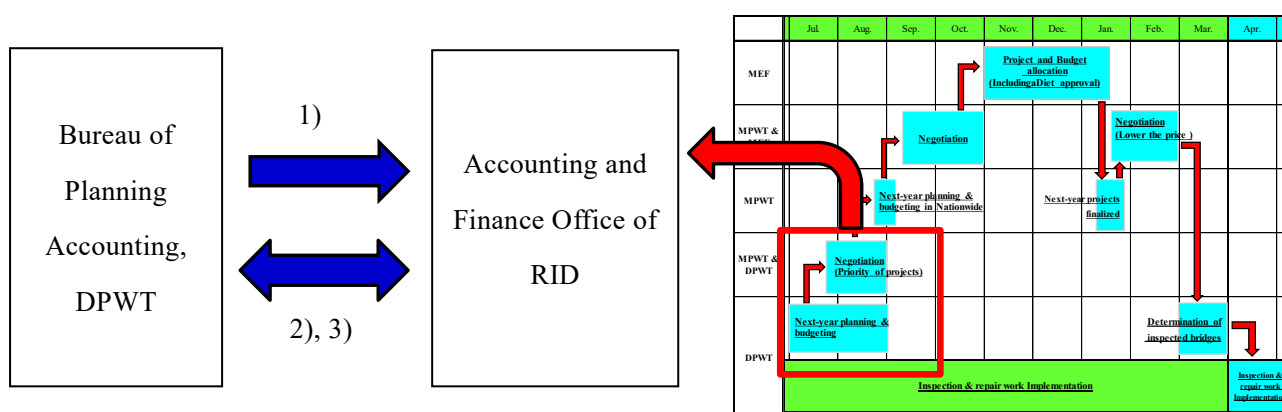 Bureau of
Planning
Accounting,
DPWT
1)
2), 3)
Accounting and
Finance Office of
RID
Jul.
Aug.
Sep.
Oct.
Nov.
Dec.
Jan.
Feb.
Mar.
Apr.
MEF
Project and Budget
allocation
(IncludingaDiet approval)
MPWT &
Negotiation
Negotiation
(Lower the price )
MPWT
Next-year planning &
budgeting in Nationwide
Next-year projects
finalized
MPWT &
DPWT
Negotiation
(Priority of projects)
DPWT
Next-year planning &
budgeting
Determination of
inspected bridges
Inspection & repair work Implementation
Inspection &
repair work